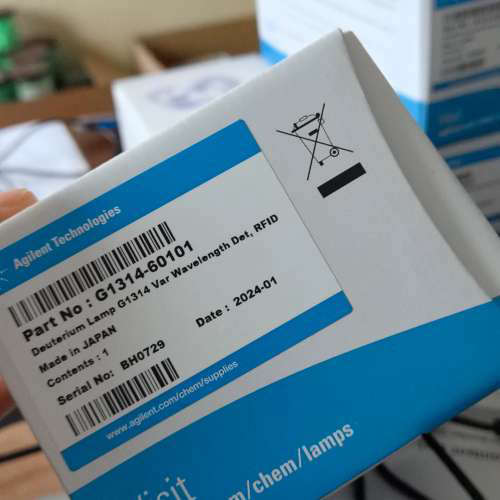 Agilent Technologies
Part No : G1314-60101
Deuterium Lamp G1314 Var Wavelength Det, RFID
Made in JAPAN
Contents : 1
Date : 2024-01
Serial No: BH0729
www.agilent.com/chem/supplies
isit
m/chem/lamps